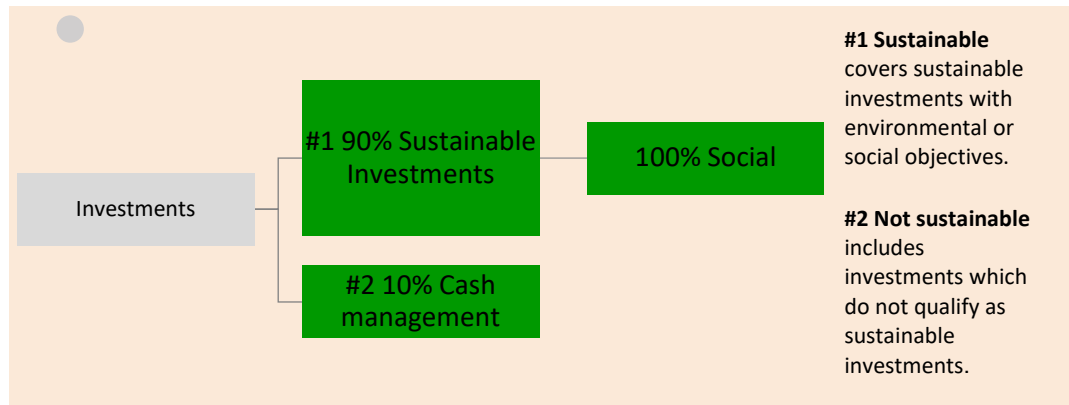 Investments
#1 90% Sustainable
Investments
#2 10% Cash
management
100% Social
#1 Sustainable
covers sustainable
investments with
environmental or
social objectives.
#2 Not sustainable
includes
investments which
do not qualify as
sustainable
investments.